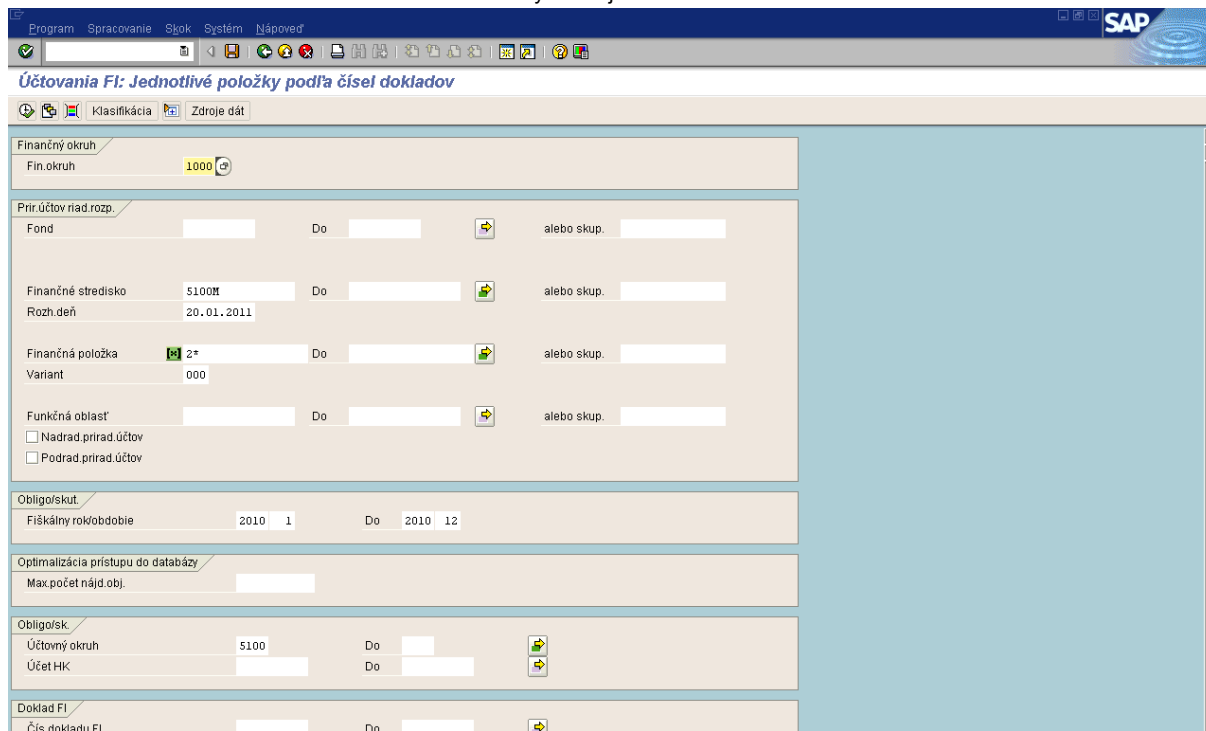 Program Spracovanie Skok Systém Nápoveď
SAP
Účtovania FI: Jednotlivé položky podľa čísel dokladov
Klasifikácia Zdroje dát
Finančný okruh
Fin.okruh 1000
Prir.účtov riad.rozp.
Fond Do alebo skup.
Finančné stredisko 5100M Do alebo skup.
Rozh.deň 20.01.2011
Finančná položka 2* Do alebo skup.
Variant 000
Funkčná oblasť Do alebo skup.
Nadrad.prirad.účtov
Podrad.prirad.účtov
Obligo/skut.
Fiškálny rok/obdobie 2010 1 Do 2010 12
Optimalizácia prístupu do databázy
Max.počet nájd.obj.
Obligo/sk.
Účtovný okruh 5100 Do
Účet HK Do
Doklad FI
Čís.dokladu FI Do